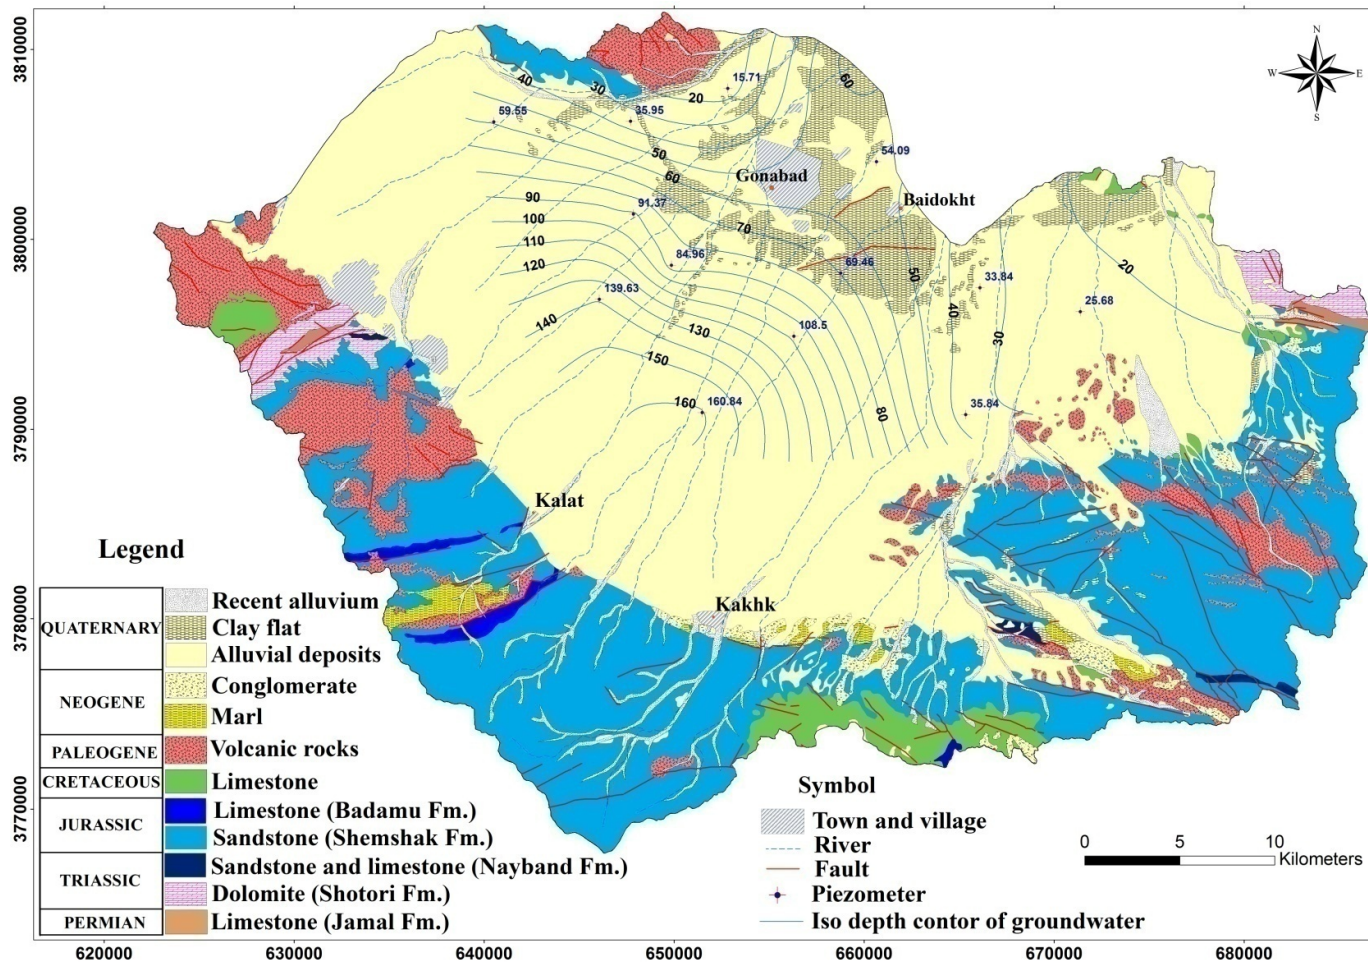 3810000
3800000
3790000
3780000
3770000
N
W
E
S
40
30
20
15.71
60
59.55
35.95
50
54.09
60
Gonabad
Baidokht
90
91.37
100
70
110
84.96
69.46
50
20
120
33.84
139.63
40
25.68
140
130
108.5
30
150
160
160.84
80
35.84
Kalat
Kakhk
Legend
QUATERNARY
Recent alluvium
Clay flat
Alluvial deposits
NEOGENE
Conglomerate
Marl
PALEOGENE
Volcanic rocks
CRETACEOUS
Limestone
JURASSIC
Limestone (Badamu Fm.)
Sandstone (Shemshak Fm.)
TRIASSIC
Sandstone and limestone (Nayband Fm.)
Dolomite (Shotori Fm.)
PERMIAN
Limestone (Jamal Fm.)
Symbol
Town and village
River
Fault
Piezometer
Iso depth contor of groundwater
0 5 10
Kilometers
620000 630000 640000 650000 660000 670000 680000